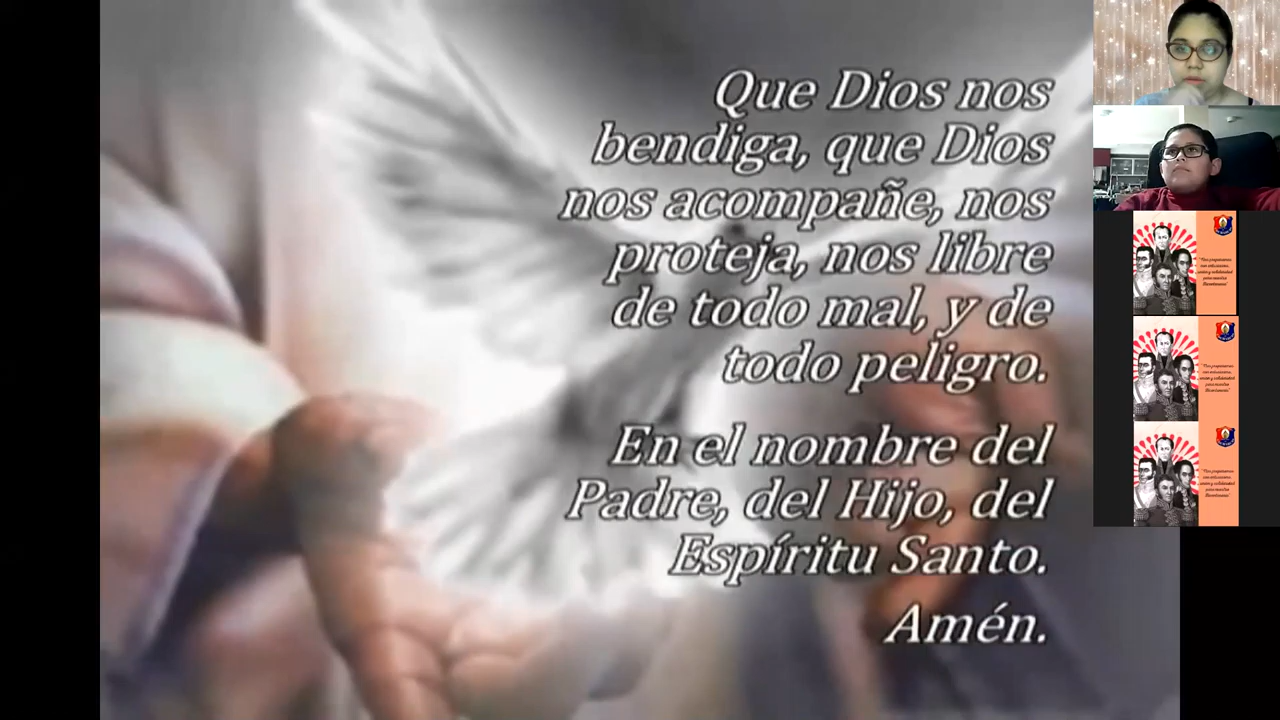 Que Dios nos
bendiga, que Dios
nos acompañe, nos
proteja, nos libre
de todo mal, y de
todo peligro.
En el nombre del
Padre, del Hijo, del
Espíritu Santo.
Amén.